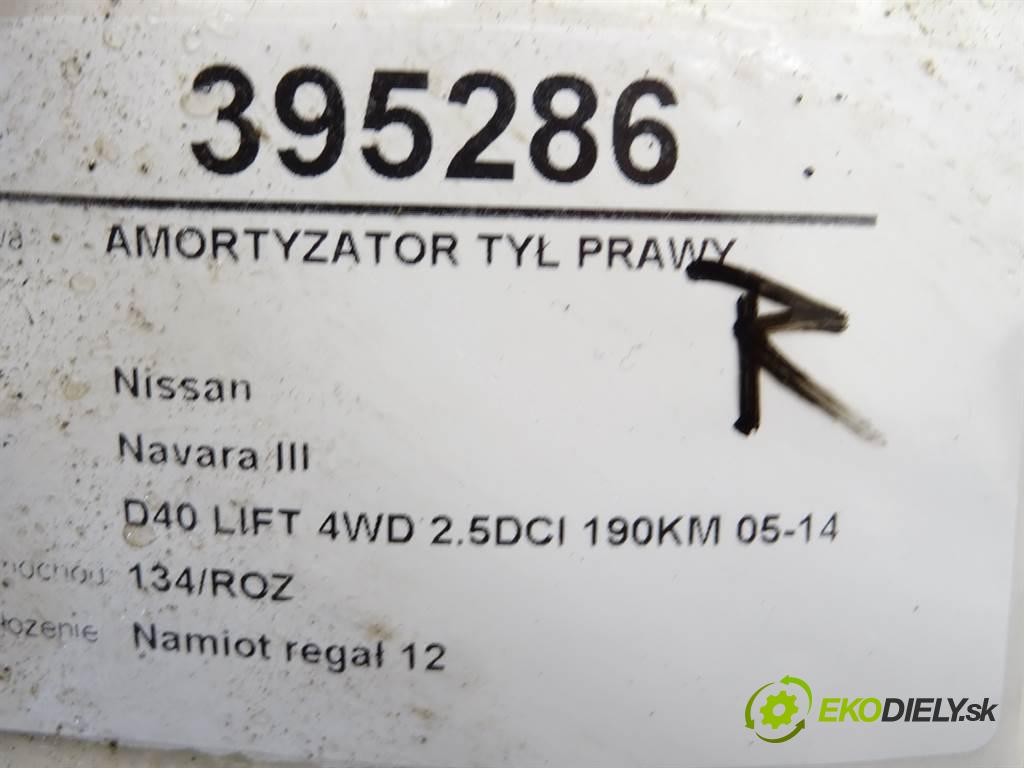 395286
AMORTYZATOR TYŁ PRAWY
R
Nissan
Navara III
D40 LIFT 4WD 2.5DCI 190KM 05-14
134/ROZ
Namiot regał 12
EKODIELY.sk